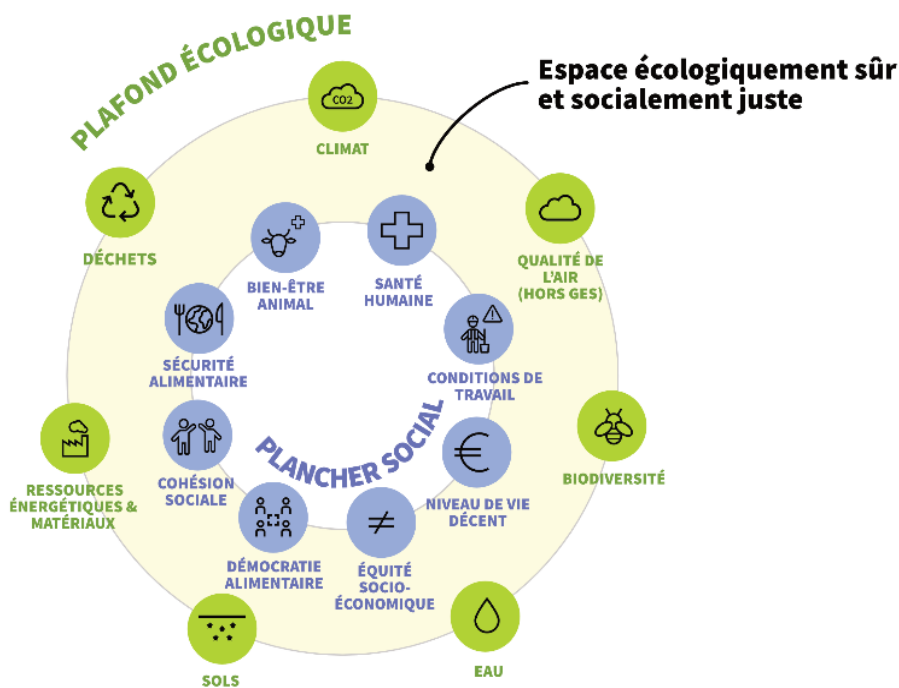 PLAFOND ÉCOLOGIQUE
Espace écologiquement sûr
et socialement juste
CO2
CLIMAT
QUALITÉ DE
L'AIR
(HORS GES)
BIODIVERSITÉ
EAU
SOLS
RESSOURCES
ÉNERGÉTIQUES &
MATÉRIAUX
DÉCHETS
BIEN-ÊTRE
ANIMAL
SANTÉ
HUMAINE
CONDITIONS DE
TRAVAIL
NIVEAU DE VIE
DÉCENT
ÉQUITÉ
SOCIO-
ÉCONOMIQUE
DÉMOCRATIE
ALIMENTAIRE
COHÉSION
SOCIALE
SÉCURITÉ
ALIMENTAIRE
PLANCHER SOCIAL